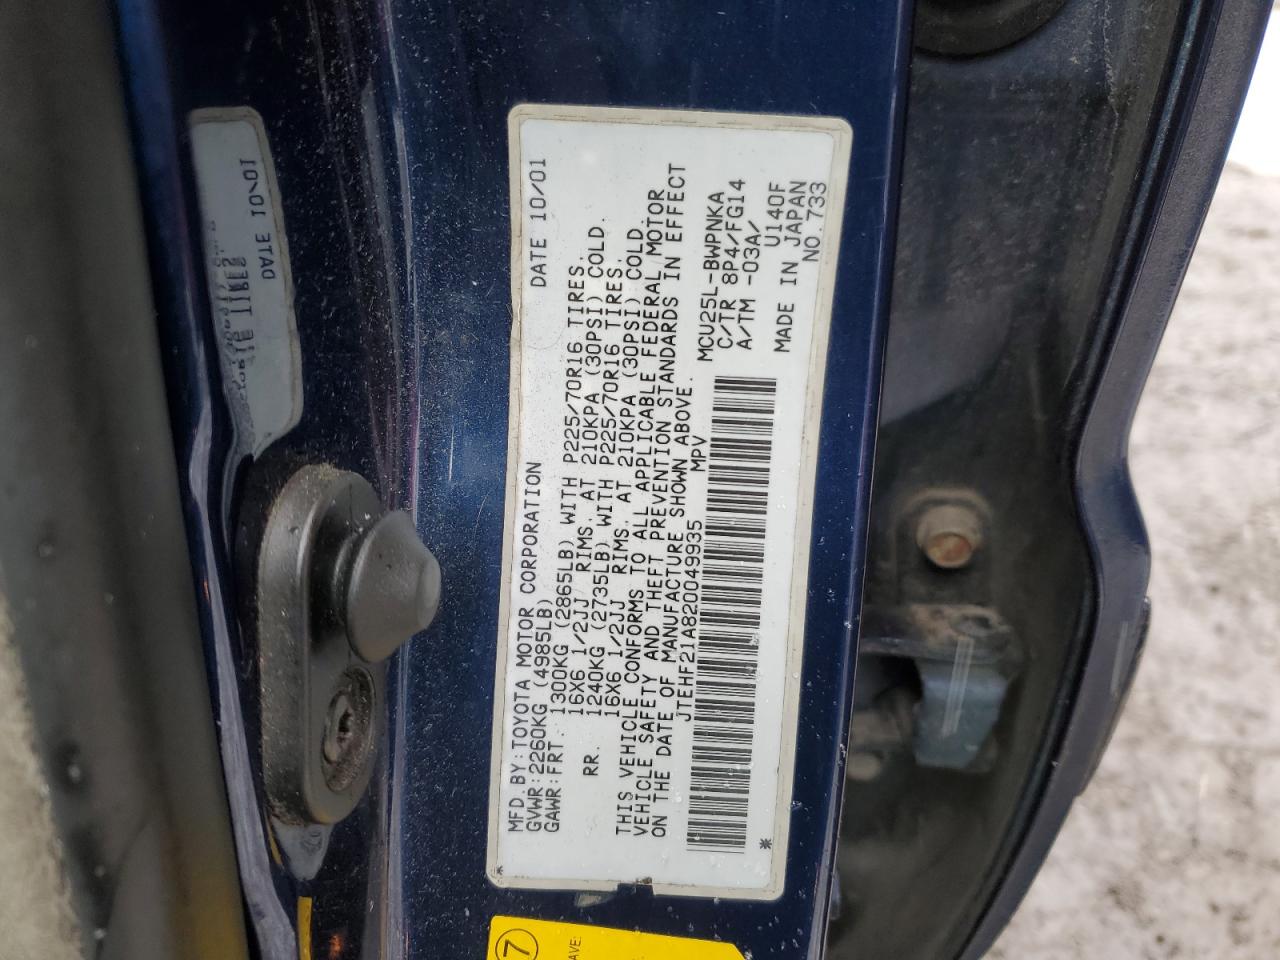 MFD. BY: TOYOTA MOTOR CORPORATION DATE 10/01
GVWR: 2260KG (4985LB)
GAWR: FRT. 1300KG (2865LB) WITH P225/70R16 TIRES.
16X6 1/2JJ RIMS. AT 210KPA (30PSI) COLD.
RR. 1240KG (2735LB) WITH P225/70R16 TIRES.
16X6 1/2JJ RIMS. AT 210KPA (30PSI) COLD.
THIS VEHICLE CONFORMS TO ALL APPLICABLE FEDERAL MOTOR
VEHICLE SAFETY AND THEFT PREVENTION STANDARDS IN EFFECT
ON THE DATE OF MANUFACTURE SHOWN ABOVE.
JTEHF21A820049935 MPV
MCU25L-BWPNKA
C/TR 8P4/FG14
A/TM -03A/
U140F
MADE IN JAPAN
NO. 733
* *
DATE 10/01
7
AVE: